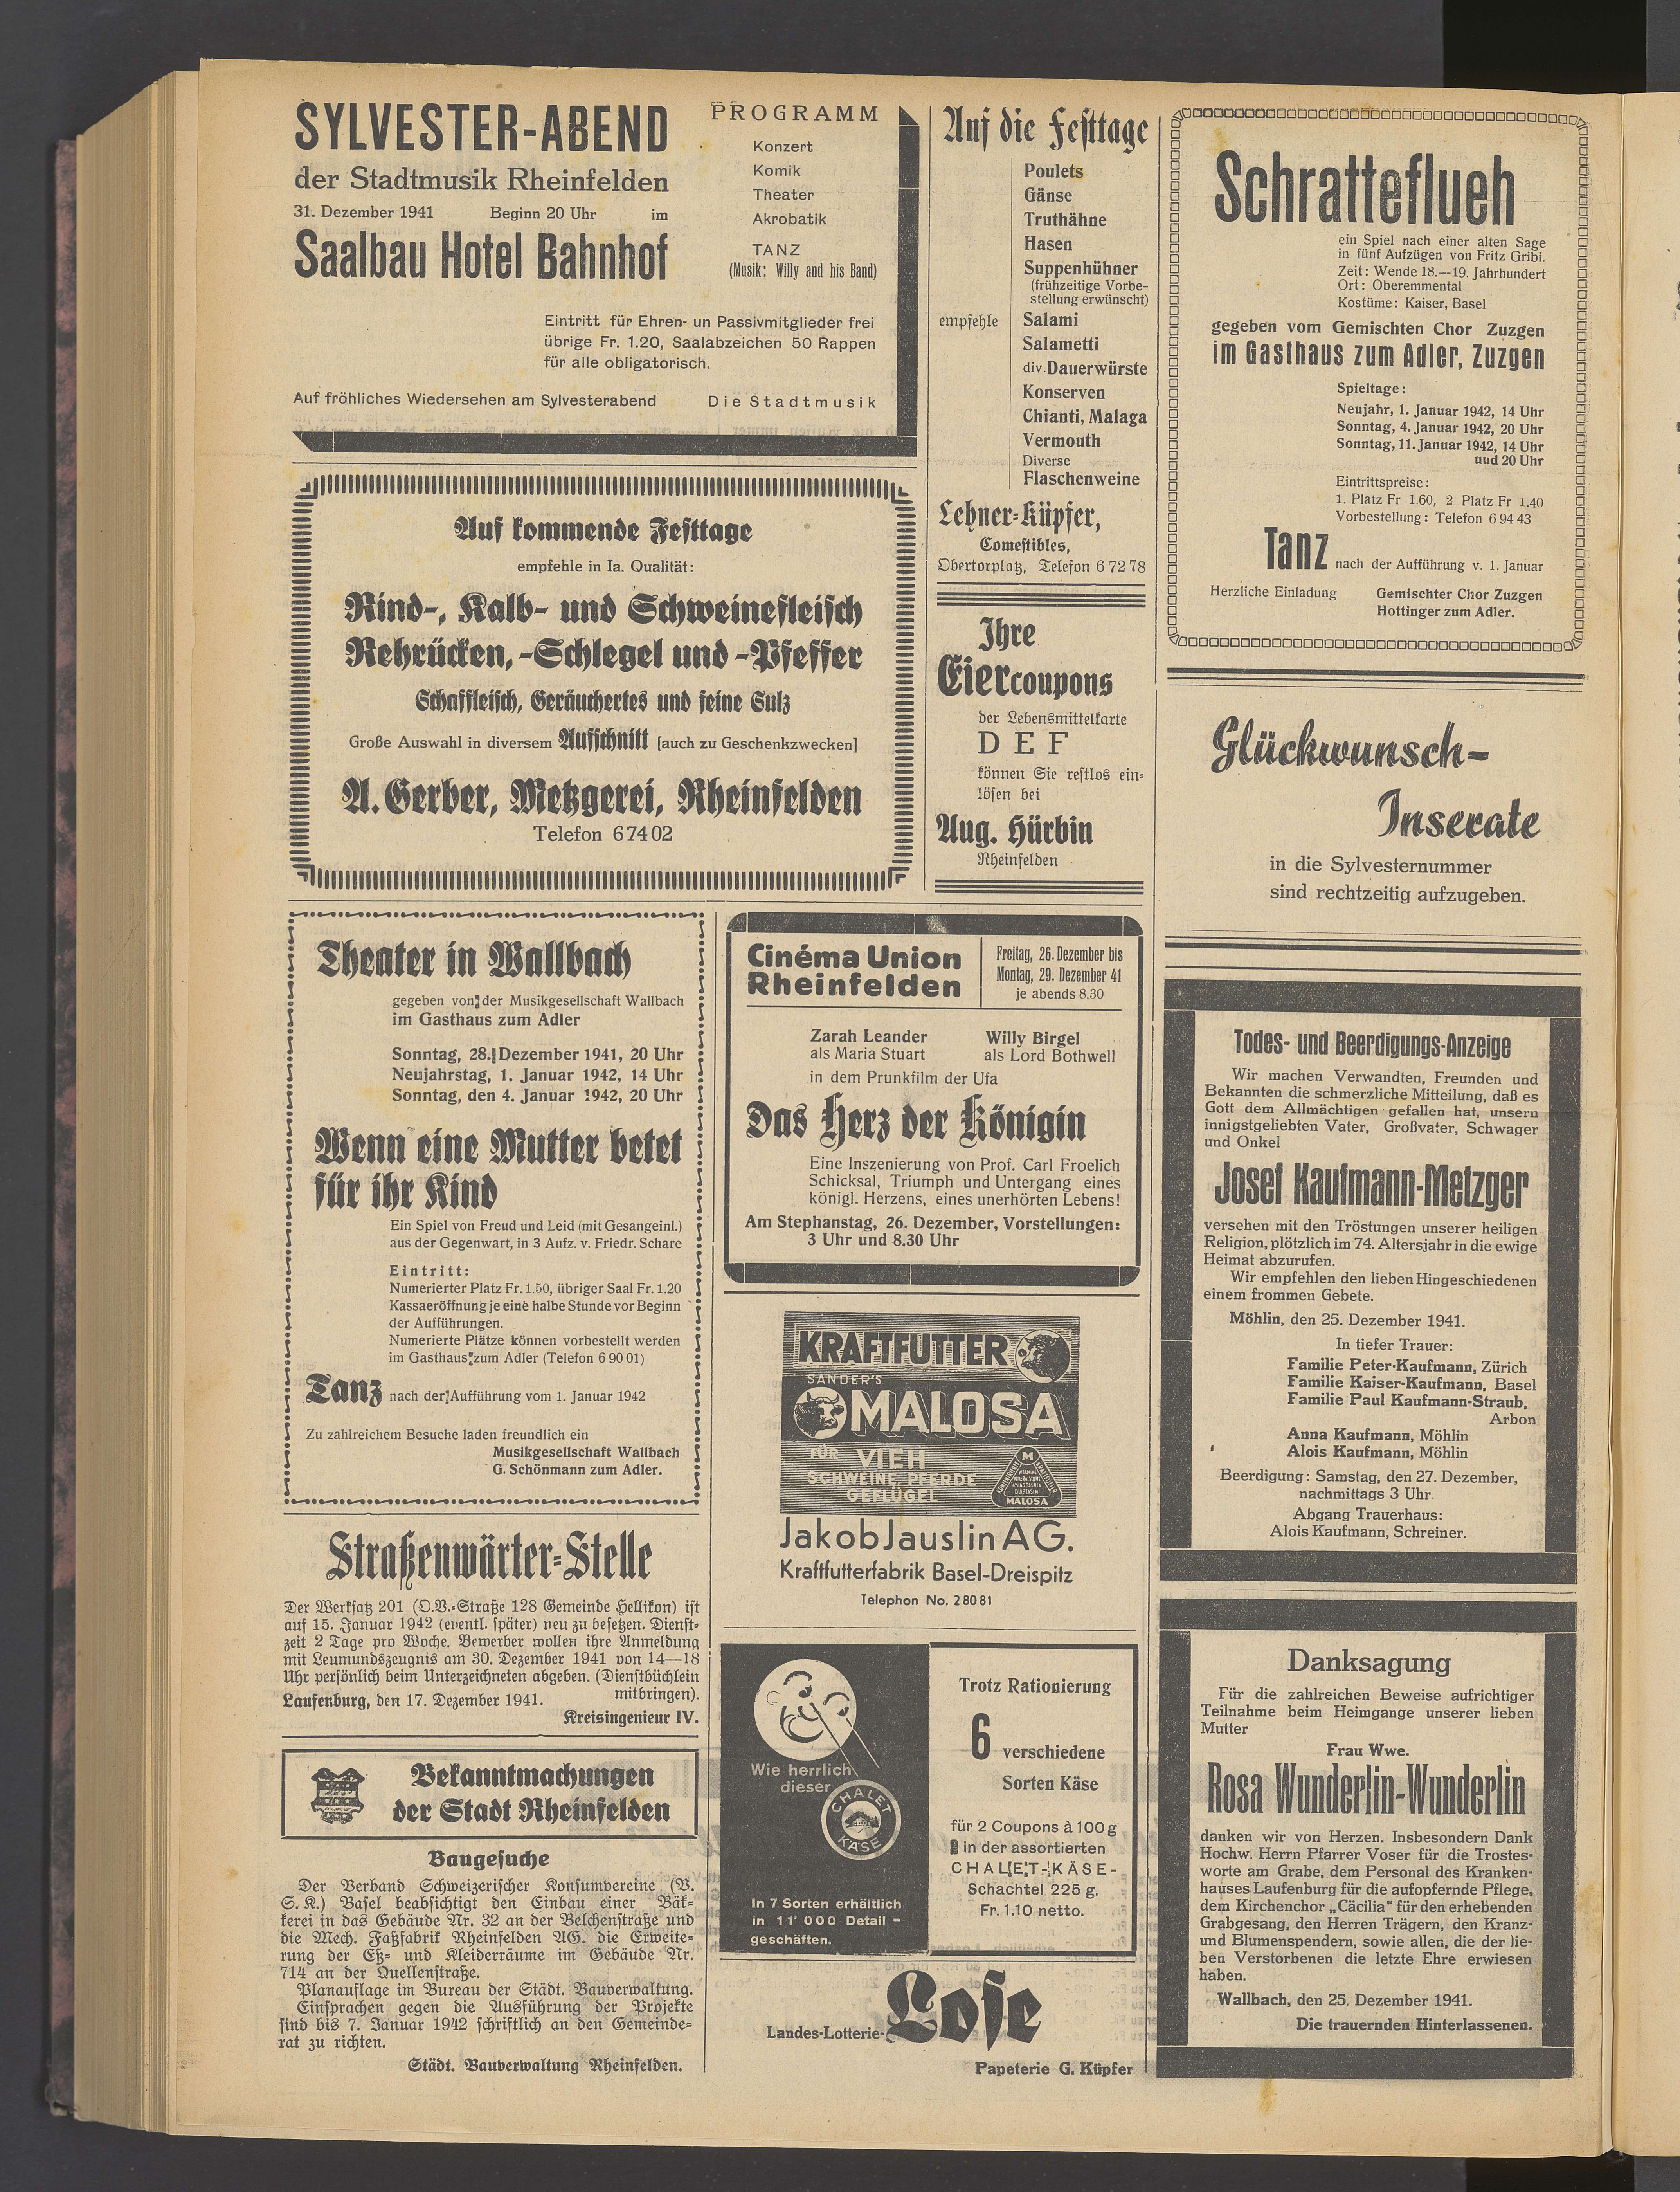 SYLVESTER-ABEND
der Stadtmusik Rheinfelden
31. Dezember 1941 Beginn 20 Uhr im
Saalbau Hotel Bahnhof
PROGRAMM
Konzert
Komik
Theater
Akrobatik
TANZ
(Musik: Willy and his Band)
Eintritt für Ehren- un Passivmitglieder frei
übrige Fr. 1.20, Saalabzeichen 50 Rappen
für alle obligatorisch.
Auf fröhliches Wiedersehen am Sylvesterabend Die Stadtmusik
Auf kommende Festtage
empfehle in Ia. Qualität:
Rind-, Kalb- und Schweinefleisch
Rehrücken, -Schlegel und -Pfeffer
Schaffleisch, Geräuchertes und feine Sulz
Große Auswahl in diversem Aufschnitt [auch zu Geschenkzwecken]
A. Gerber, Metzgerei, Rheinfelden
Telefon 6 74 02
Auf die Festtage
empfehle
Poulets
Gänse
Truthähne
Hasen
Suppenhühner
(frühzeitige Vorbe-
stellung erwünscht)
Salami
Salametti
div. Dauerwürste
Konserven
Chianti, Malaga
Vermouth
Diverse
Flaschenweine
Lehner-Küpfer,
Comestibles,
Obertorplatz, Telefon 6 72 78
Ihre
Eiercoupons
der Lebensmittelkarte
D E F
können Sie restlos ein-
lösen bei
Aug. Hürbin
Rheinfelden
Schratteflueh
ein Spiel nach einer alten Sage
in fünf Aufzügen von Fritz Gribi.
Zeit: Wende 18.—19. Jahrhundert
Ort: Oberemmental
Kostüme: Kaiser, Basel
gegeben vom Gemischten Chor Zuzgen
im Gasthaus zum Adler, Zuzgen
Spieltage:
Neujahr, 1. Januar 1942, 14 Uhr
Sonntag, 4. Januar 1942, 20 Uhr
Sonntag, 11. Januar 1942, 14 Uhr
uud 20 Uhr
Eintrittspreise:
1. Platz Fr 1.60, 2 Platz Fr 1.40
Vorbestellung: Telefon 6 94 43
Tanz nach der Aufführung v. 1. Januar
Herzliche Einladung Gemischter Chor Zuzgen
Hottinger zum Adler.
Glückwunsch-
Inserate
in die Sylvesternummer
sind rechtzeitig aufzugeben.
Theater in Wallbach
gegeben von der Musikgesellschaft Wallbach
im Gasthaus zum Adler
Sonntag, 28. Dezember 1941, 20 Uhr
Neujahrstag, 1. Januar 1942, 14 Uhr
Sonntag, den 4. Januar 1942, 20 Uhr
Wenn eine Mutter betet
für ihr Kind
Ein Spiel von Freud und Leid (mit Gesangeinl.)
aus der Gegenwart, in 3 Aufz. v. Friedr. Schare
Eintritt:
Numerierter Platz Fr. 1.50, übriger Saal Fr. 1.20
Kassaeröffnung je eine halbe Stunde vor Beginn
der Aufführungen.
Numerierte Plätze können vorbestellt werden
im Gasthaus zum Adler (Telefon 6 90 01)
Tanz nach der Aufführung vom 1. Januar 1942
Zu zahlreichem Besuche laden freundlich ein
Musikgesellschaft Wallbach
G. Schönmann zum Adler.
Straßenwärter-Stelle
Der Werksatz 201 (O.V.-Straße 128 Gemeinde Hellikon) ist
auf 15. Januar 1942 (eventl. später) neu zu besetzen. Dienst-
zeit 2 Tage pro Woche. Bewerber wollen ihre Anmeldung
mit Leumundszeugnis am 30. Dezember 1941 von 14—18
Uhr persönlich beim Unterzeichneten abgeben. (Dienstbüchlein
mitbringen).
Laufenburg, den 17. Dezember 1941.
Kreisingenieur IV.
Bekanntmachungen
der Stadt Rheinfelden
Baugesuche
Der Verband Schweizerischer Konsumvereine (V.
S. K.) Basel beabsichtigt den Einbau einer Bäk-
kerei in das Gebäude Nr. 32 an der Belchenstraße und
die Mech. Faßfabrik Rheinfelden AG. die Erweite-
rung der Eß- und Kleiderräume im Gebäude Nr.
714 an der Quellenstraße.
Planauflage im Bureau der Städt. Bauverwaltung.
Einsprachen gegen die Ausführung der Projekte
sind bis 7. Januar 1942 schriftlich an den Gemeinde-
rat zu richten.
Städt. Bauverwaltung Rheinfelden.
Cinéma Union
Rheinfelden
Freitag, 26. Dezember bis
Montag, 29. Dezember 41
je abends 8.30
Zarah Leander Willy Birgel
als Maria Stuart als Lord Bothwell
in dem Prunkfilm der Ufa
Das Herz der Königin
Eine Inszenierung von Prof. Carl Froelich
Schicksal, Triumph und Untergang eines
königl. Herzens, eines unerhörten Lebens!
Am Stephanstag, 26. Dezember, Vorstellungen:
3 Uhr und 8.30 Uhr
KRAFTFUTTER
SANDER'S
MALOSA
FÜR VIEH
SCHWEINE, PFERDE
GEFLÜGEL
M
MALOSA
Jakob Jauslin AG.
Kraftfutterfabrik Basel-Dreispitz
Telephon No. 2 80 81
Wie herrlich
dieser
CHALET
KÄSE
In 7 Sorten erhältlich
in 11'000 Detail-
geschäften.
Trotz Rationierung
6 verschiedene
Sorten Käse
für 2 Coupons à 100 g
in der assortierten
CHALET-KÄSE-
Schachtel 225 g.
Fr. 1.10 netto.
Landes-Lotterie-Lose
Papeterie G. Küpfer
Todes- und Beerdigungs-Anzeige
Wir machen Verwandten, Freunden und
Bekannten die schmerzliche Mitteilung, daß es
Gott dem Allmächtigen gefallen hat, unsern
innigstgeliebten Vater, Großvater, Schwager
und Onkel
Josef Kaufmann-Metzger
versehen mit den Tröstungen unserer heiligen
Religion, plötzlich im 74. Altersjahr in die ewige
Heimat abzurufen.
Wir empfehlen den lieben Hingeschiedenen
einem frommen Gebete.
Möhlin, den 25. Dezember 1941.
In tiefer Trauer:
Familie Peter-Kaufmann, Zürich
Familie Kaiser-Kaufmann, Basel
Familie Paul Kaufmann-Straub,
Arbon
Anna Kaufmann, Möhlin
Alois Kaufmann, Möhlin
Beerdigung: Samstag, den 27. Dezember,
nachmittags 3 Uhr
Abgang Trauerhaus:
Alois Kaufmann, Schreiner.
Danksagung
Für die zahlreichen Beweise aufrichtiger
Teilnahme beim Heimgange unserer lieben
Mutter
Frau Wwe.
Rosa Wunderlin-Wunderlin
danken wir von Herzen. Insbesondern Dank
Hochw. Herrn Pfarrer Voser für die Trostes-
worte am Grabe, dem Personal des Kranken-
hauses Laufenburg für die aufopfernde Pflege,
dem Kirchenchor „Cäcilia" für den erhebenden
Grabgesang, den Herren Trägern, den Kranz-
und Blumenspendern, sowie allen, die der lie-
ben Verstorbenen die letzte Ehre erwiesen
haben.
Wallbach, den 25. Dezember 1941.
Die trauernden Hinterlassenen.